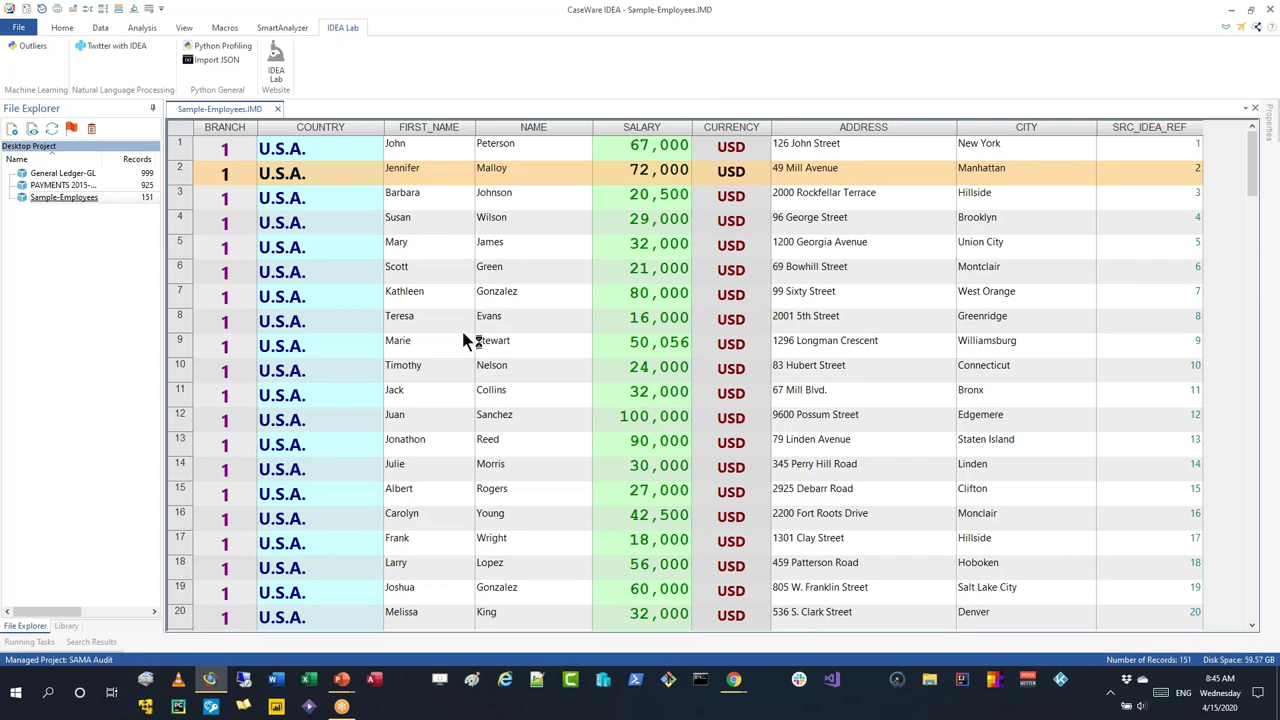 CaseWare IDEA - Sample-Employees.IMD
File Home Data Analysis View Macros SmartAnalyzer IDEA Lab
Outliers Twitter with IDEA Python Profiling
Import JSON
IDEA
Lab
Machine Learning Natural Language Processing Python General Website
File Explorer
Sample-Employees.IMD
Properties
Desktop Project
Name Records
General Ledger-GL 999
PAYMENTS 2015-... 925
Sample-Employees 151
BRANCH COUNTRY FIRST_NAME NAME SALARY CURRENCY ADDRESS CITY SRC_IDEA_REF
1 1 U.S.A. John Peterson 67,000 USD 126 John Street New York 1
2 1 U.S.A. Jennifer Malloy 72,000 USD 49 Mill Avenue Manhattan 2
3 1 U.S.A. Barbara Johnson 20,500 USD 2000 Rockfellar Terrace Hillside 3
4 1 U.S.A. Susan Wilson 29,000 USD 96 George Street Brooklyn 4
5 1 U.S.A. Mary James 32,000 USD 1200 Georgia Avenue Union City 5
6 1 U.S.A. Scott Green 21,000 USD 69 Bowhill Street Montclair 6
7 1 U.S.A. Kathleen Gonzalez 80,000 USD 99 Sixty Street West Orange 7
8 1 U.S.A. Teresa Evans 16,000 USD 2001 5th Street Greenridge 8
9 1 U.S.A. Marie Stewart 50,056 USD 1296 Longman Crescent Williamsburg 9
10 1 U.S.A. Timothy Nelson 24,000 USD 83 Hubert Street Connecticut 10
11 1 U.S.A. Jack Collins 32,000 USD 67 Mill Blvd. Bronx 11
12 1 U.S.A. Juan Sanchez 100,000 USD 9600 Possum Street Edgemere 12
13 1 U.S.A. Jonathon Reed 90,000 USD 79 Linden Avenue Staten Island 13
14 1 U.S.A. Julie Morris 30,000 USD 345 Perry Hill Road Linden 14
15 1 U.S.A. Albert Rogers 27,000 USD 2925 Debarr Road Clifton 15
16 1 U.S.A. Carolyn Young 42,500 USD 2200 Fort Roots Drive Monclair 16
17 1 U.S.A. Frank Wright 18,000 USD 1301 Clay Street Hillside 17
18 1 U.S.A. Larry Lopez 56,000 USD 459 Patterson Road Hoboken 18
19 1 U.S.A. Joshua Gonzalez 60,000 USD 805 W. Franklin Street Salt Lake City 19
20 1 U.S.A. Melissa King 32,000 USD 536 S. Clark Street Denver 20
File Explorer Library
Running Tasks Search Results
Managed Project: SAMA Audit Number of Records: 151 Disk Space: 59.57 GB
8:45 AM
ENG Wednesday
4/15/2020